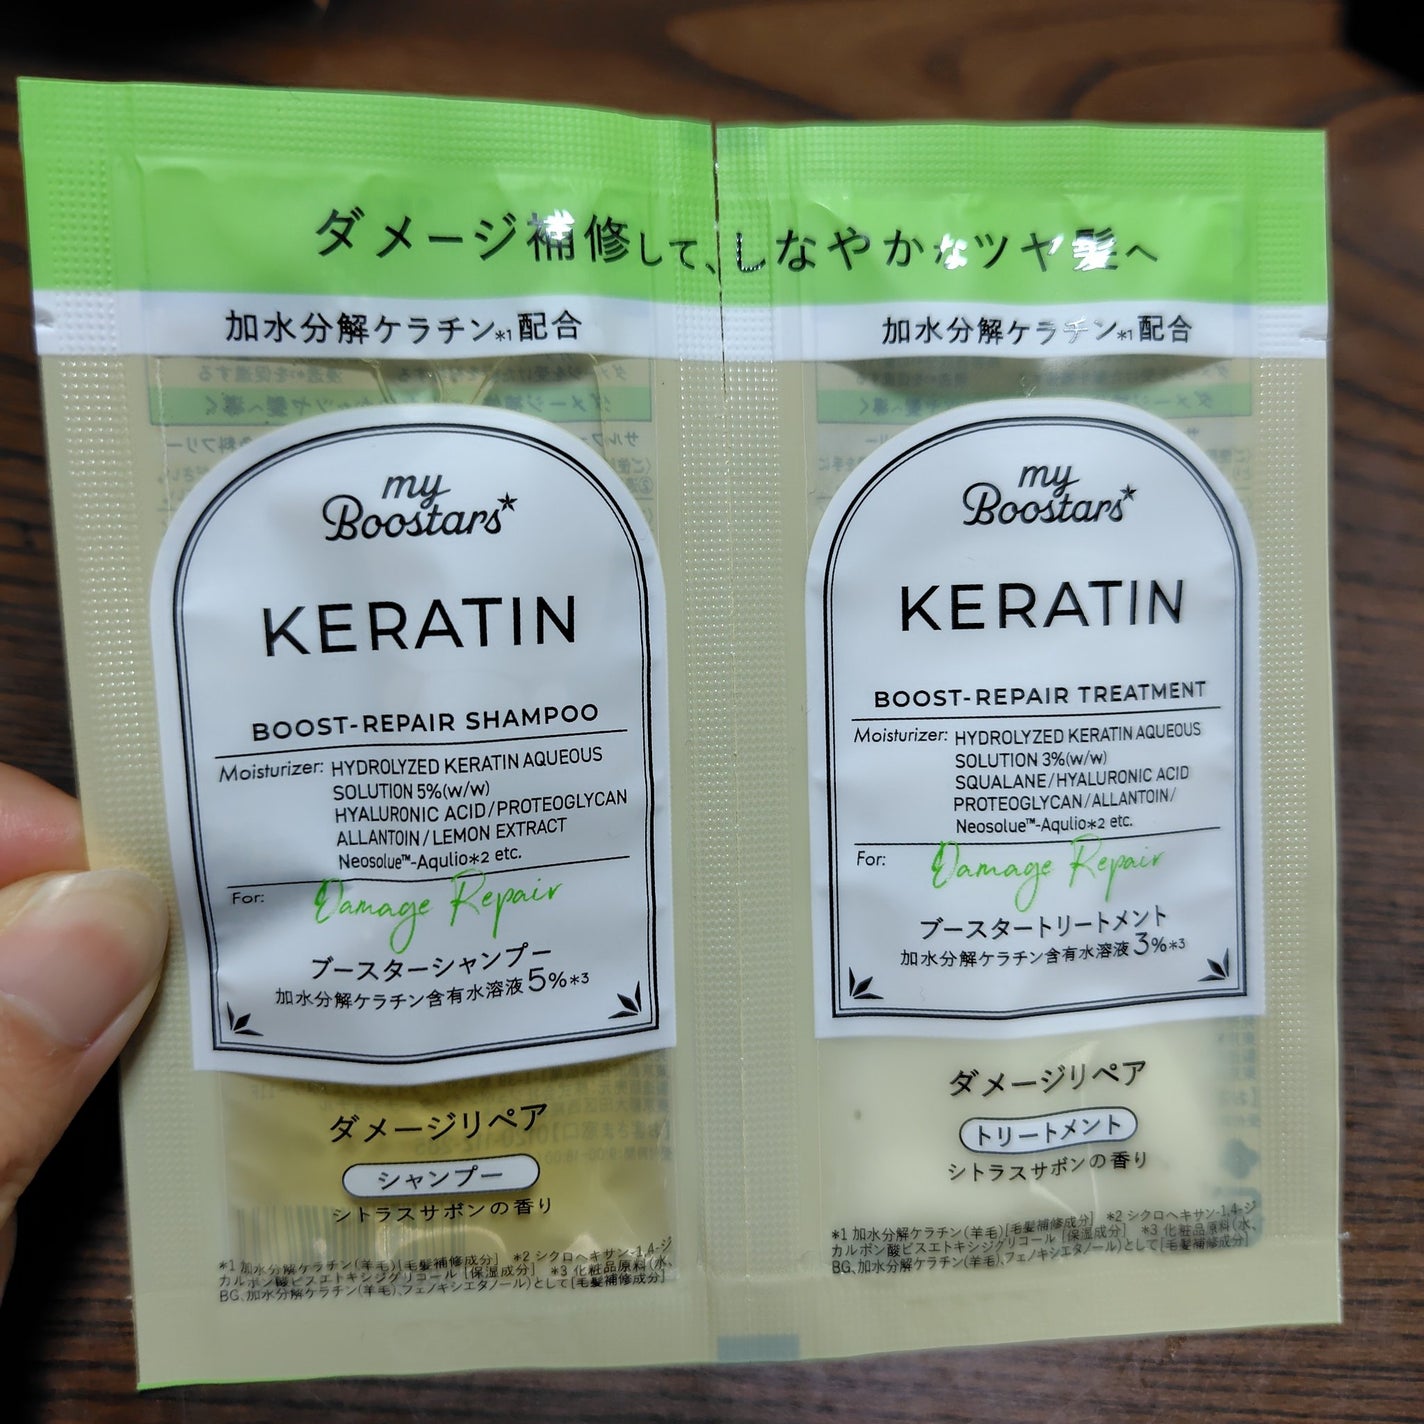 ダメージ補修して、しなやかなツヤ髪へ
加水分解ケラチン*1配合
my
Boostars*
KERATIN
BOOST-REPAIR SHAMPOO
Moisturizer: HYDROLYZED KERATIN AQUEOUS
SOLUTION 5%(w/w)
HYALURONIC ACID/PROTEOGLYCAN
ALLANTOIN/LEMON EXTRACT
Neosolue™-Aqulio*2 etc.
For: Damage Repair
ブースターシャンプー
加水分解ケラチン含有水溶液5%*3
ダメージリペア
シャンプー
シトラスサボンの香り
*1 加水分解ケラチン(羊毛)[毛髪補修成分] *2 シクロヘキサン-1,4-ジ
カルボン酸ビスエトキシジグリコール [保湿成分] *3 化粧品原料(水、
BG、加水分解ケラチン(羊毛)、フェノキシエタノール)として[毛髪補修成分]
加水分解ケラチン*1配合
my
Boostars*
KERATIN
BOOST-REPAIR TREATMENT
Moisturizer: HYDROLYZED KERATIN AQUEOUS
SOLUTION 3%(w/w)
SQUALANE/HYALURONIC ACID
PROTEOGLYCAN/ALLANTOIN/
Neosolue™-Aqulio*2 etc.
For: Damage Repair
ブースタートリートメント
加水分解ケラチン含有水溶液3%*3
ダメージリペア
トリートメント
シトラスサボンの香り
*1 加水分解ケラチン(羊毛)[毛髪補修成分] *2 シクロヘキサン-1,4-ジ
カルボン酸ビスエトキシジグリコール [保湿成分] *3 化粧品原料(水、
BG、加水分解ケラチン(羊毛)、フェノキシエタノール)として[毛髪補修成分]